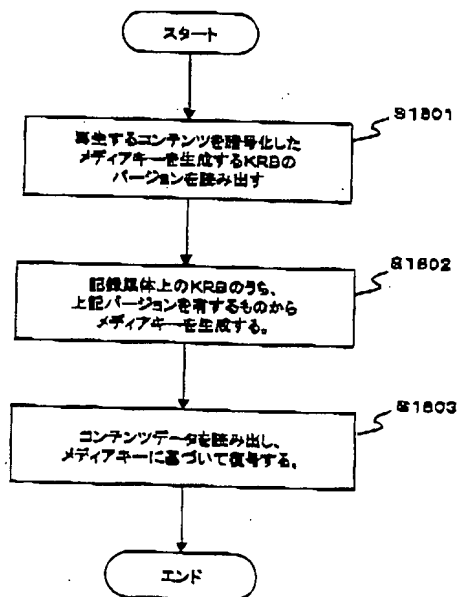 スタート
S1801
再生するコンテンツを暗号化した
メディアキーを生成するKRBの
バージョンを読み出す
S1802
記録媒体上のKRBのうち、
上記バージョンを有するものから
メディアキーを生成する。
S1803
コンテンツデータを読み出し、
メディアキーに基づいて復号する。
エンド